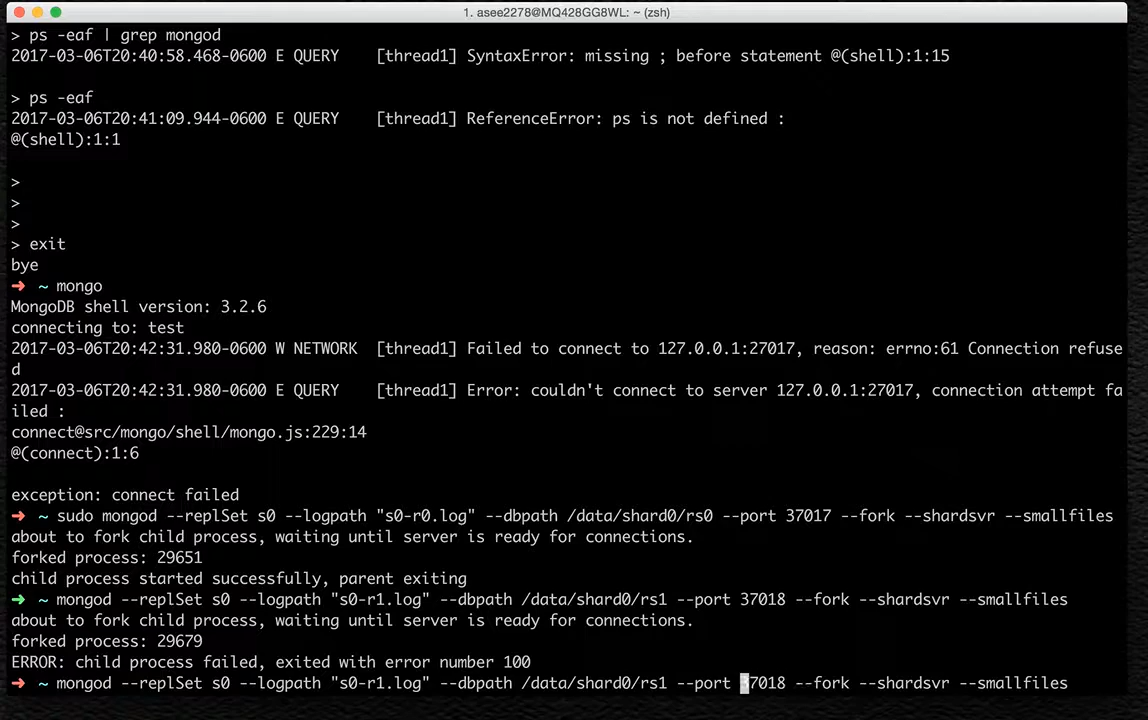 1. asee2278@MQ428GG8WL: ~ (zsh)
> ps -eaf | grep mongod
2017-03-06T20:40:58.468-0600 E QUERY    [thread1] SyntaxError: missing ; before statement @(shell):1:15
> ps -eaf
2017-03-06T20:41:09.944-0600 E QUERY    [thread1] ReferenceError: ps is not defined :
@(shell):1:1
>
>
>
> exit
bye
➜  ~ mongo
MongoDB shell version: 3.2.6
connecting to: test
2017-03-06T20:42:31.980-0600 W NETWORK  [thread1] Failed to connect to 127.0.0.1:27017, reason: errno:61 Connection refuse
d
2017-03-06T20:42:31.980-0600 E QUERY    [thread1] Error: couldn't connect to server 127.0.0.1:27017, connection attempt fa
iled :
connect@src/mongo/shell/mongo.js:229:14
@(connect):1:6
exception: connect failed
➜  ~ sudo mongod --replSet s0 --logpath "s0-r0.log" --dbpath /data/shard0/rs0 --port 37017 --fork --shardsvr --smallfiles
about to fork child process, waiting until server is ready for connections.
forked process: 29651
child process started successfully, parent exiting
➜  ~ mongod --replSet s0 --logpath "s0-r1.log" --dbpath /data/shard0/rs1 --port 37018 --fork --shardsvr --smallfiles
about to fork child process, waiting until server is ready for connections.
forked process: 29679
ERROR: child process failed, exited with error number 100
➜  ~ mongod --replSet s0 --logpath "s0-r1.log" --dbpath /data/shard0/rs1 --port 37018 --fork --shardsvr --smallfiles